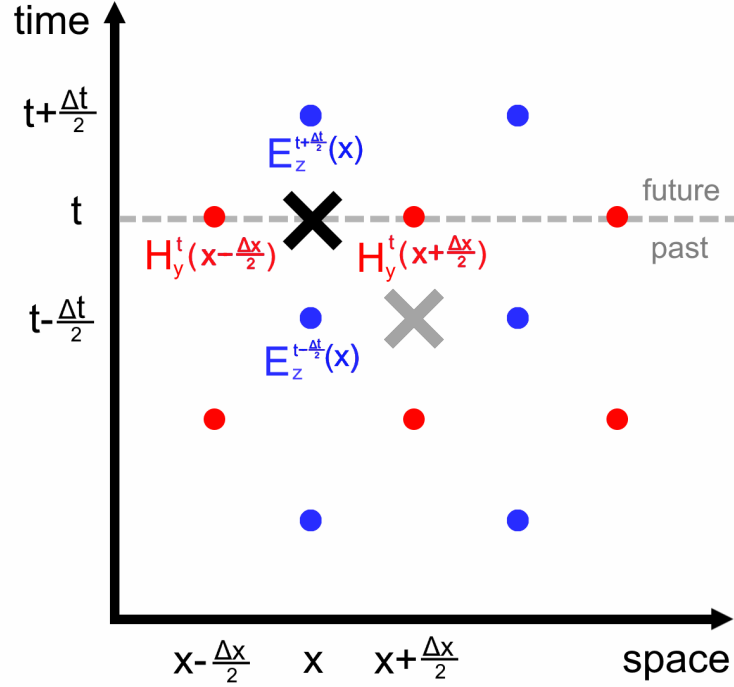 time
t+Δt/2
E_z^{t+Δt/2}(x)
future
t
H_y^t(x-Δx/2) H_y^t(x+Δx/2)
past
t-Δt/2
E_z^{t-Δt/2}(x)
x-Δx/2 x x+Δx/2 space